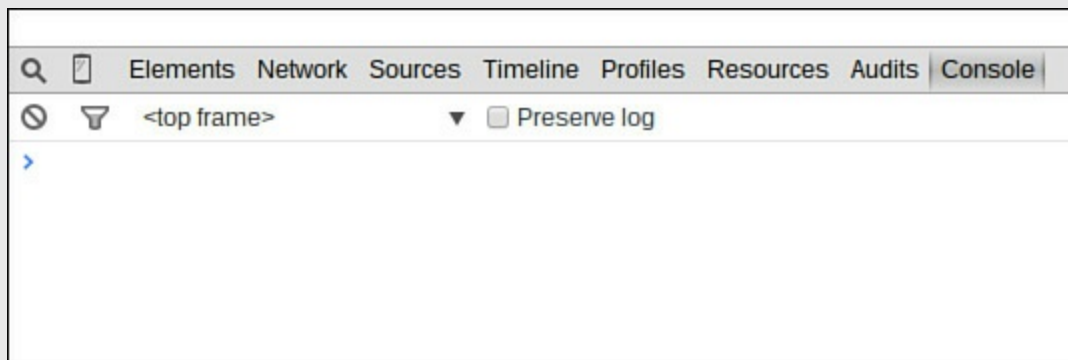 Elements Network Sources Timeline Profiles Resources Audits Console
<top frame> Preserve log